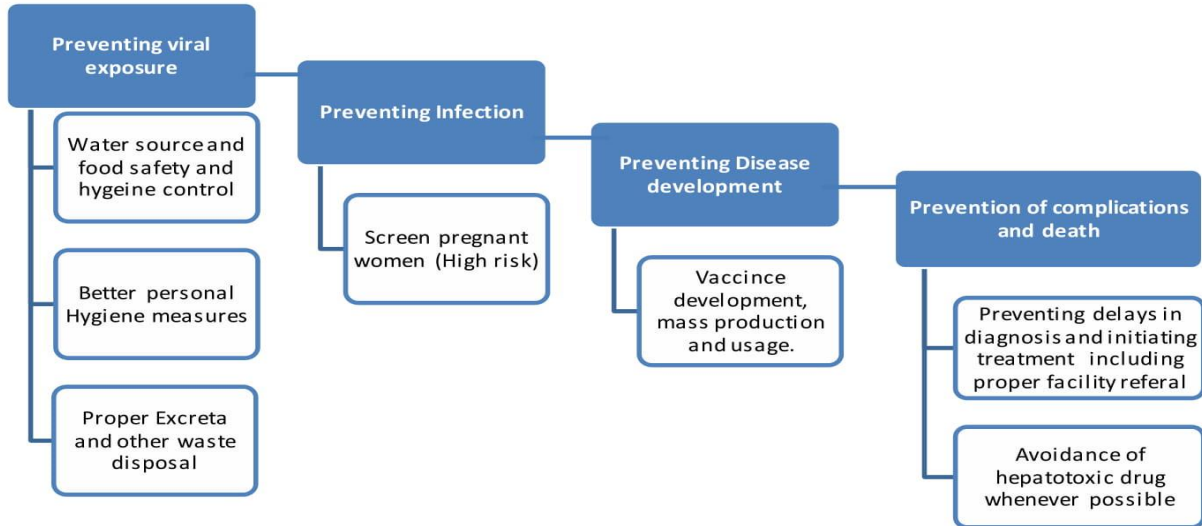 Preventing viral
exposure
Water source and
food safety and
hygeine control
Better personal
Hygiene measures
Proper Excreta
and other waste
disposal
Preventing Infection
Screen pregnant
women (High risk)
Preventing Disease
development
Vaccince
development,
mass production
and usage.
Prevention of complications
and death
Preventing delays in
diagnosis and initiating
treatment including
proper facility referal
Avoidance of
hepatotoxic drug
whenever possible